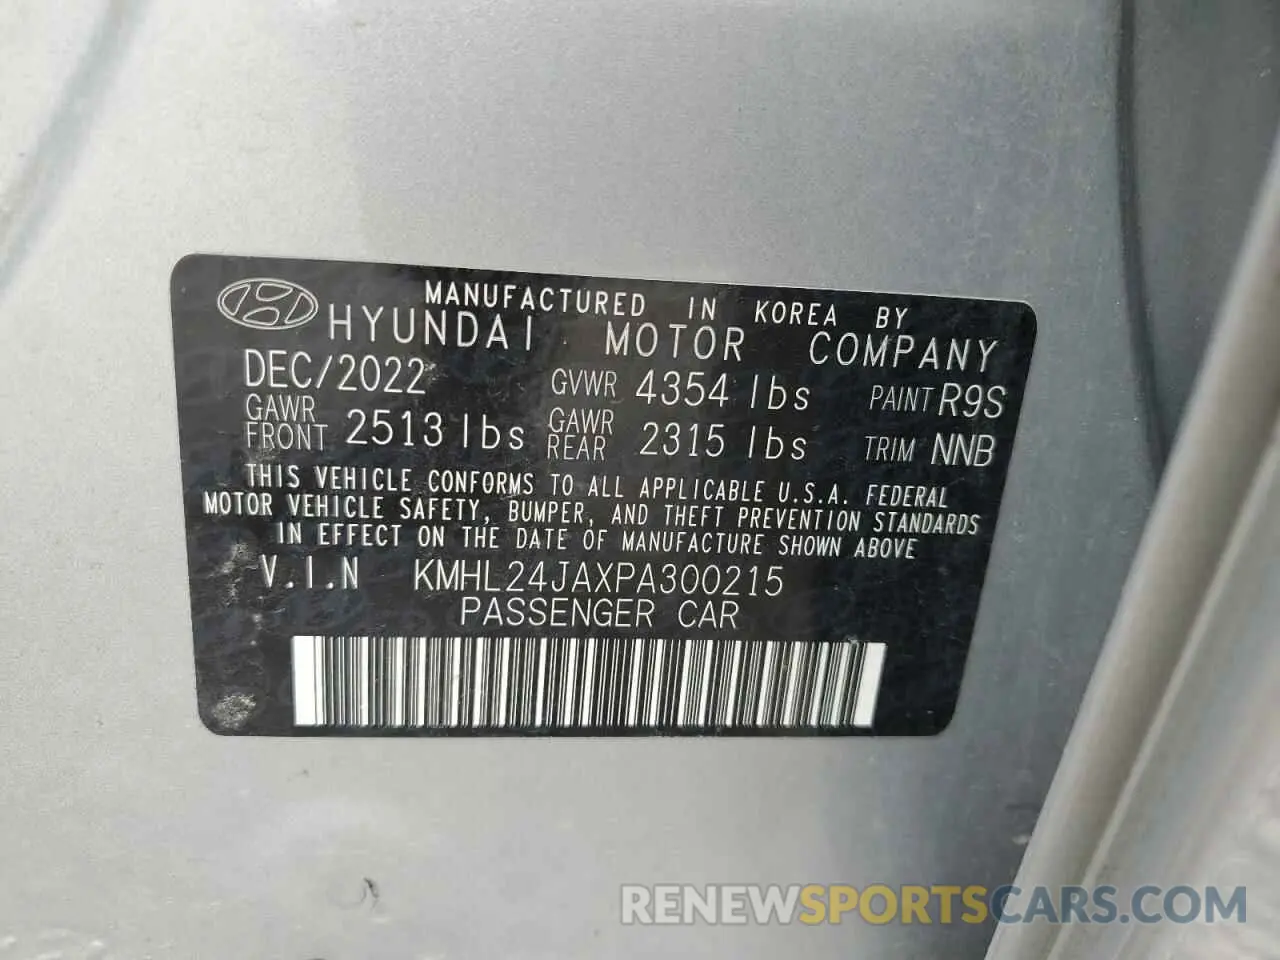 MANUFACTURED IN KOREA BY
HYUNDAI MOTOR COMPANY
DEC/2022 GVWR 4354 lbs PAINT R9S
GAWR FRONT 2513 lbs GAWR REAR 2315 lbs TRIM NNB
THIS VEHICLE CONFORMS TO ALL APPLICABLE U.S.A. FEDERAL
MOTOR VEHICLE SAFETY, BUMPER, AND THEFT PREVENTION STANDARDS
IN EFFECT ON THE DATE OF MANUFACTURE SHOWN ABOVE
V.I.N KMHL24JAXPA300215
PASSENGER CAR
RENEWSPORTSCARS.COM